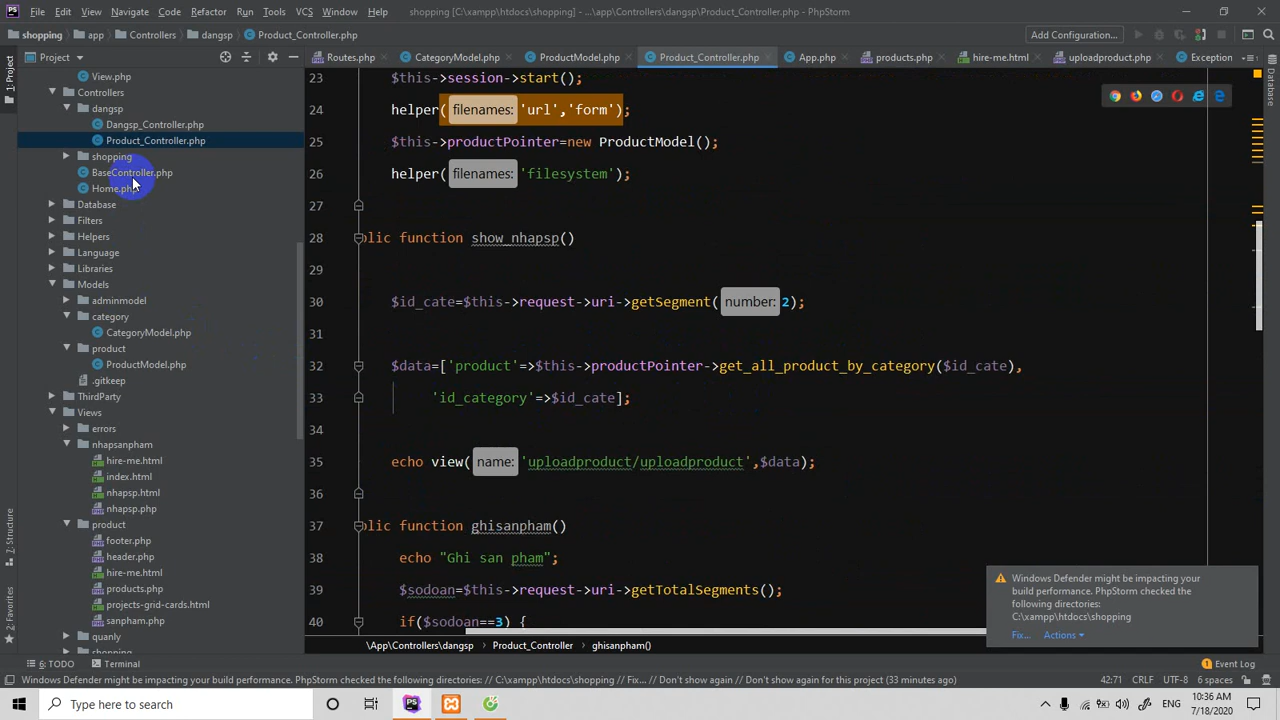 PS File Edit View Navigate Code Refactor Run Tools VCS Window Help shopping [C:\xampp\htdocs\shopping] - ...\app\Controllers\dangsp\Product_Controller.php - PhpStorm
shopping app Controllers dangsp Product_Controller.php Add Configuration...
Project Routes.php CategoryModel.php ProductModel.php Product_Controller.php App.php products.php hire-me.html uploadproduct.php Exception
1: Project
Database
7: Structure
2: Favorites
View.php
Controllers
dangsp
Dangsp_Controller.php
Product_Controller.php
shopping
BaseController.php
Home.php
Database
Filters
Helpers
Language
Libraries
Models
adminmodel
category
CategoryModel.php
product
ProductModel.php
.gitkeep
ThirdParty
Views
errors
nhapsanpham
hire-me.html
index.html
nhapsp.html
nhapsp.php
product
footer.php
header.php
hire-me.html
products.php
projects-grid-cards.html
sanpham.php
quanly
shopping
23 $this->session->start();
24 helper( filenames: 'url','form');
25 $this->productPointer=new ProductModel();
26 helper( filenames: 'filesystem');
27
28 blic function show_nhapsp()
29
30 $id_cate=$this->request->uri->getSegment( number: 2);
31
32 $data=['product'=>$this->productPointer->get_all_product_by_category($id_cate),
33 'id_category'=>$id_cate];
34
35 echo view( name: 'uploadproduct/uploadproduct',$data);
36
37 blic function ghisanpham()
38 echo "Ghi san pham";
39 $sodoan=$this->request->uri->getTotalSegments();
40 if($sodoan==3) {
Windows Defender might be impacting your
build performance. PhpStorm checked the
following directories:
C:\xampp\htdocs\shopping
Fix... Actions
\App\Controllers\dangsp Product_Controller ghisanpham()
6: TODO Terminal 1 Event Log
Windows Defender might be impacting your build performance. PhpStorm checked the following directories: // C:\xampp\htdocs\shopping // Fix... // Don't show again // Don't show again for this project (33 minutes ago) 42:71 CRLF UTF-8 6 spaces
Type here to search 10:36 AM
7/18/2020